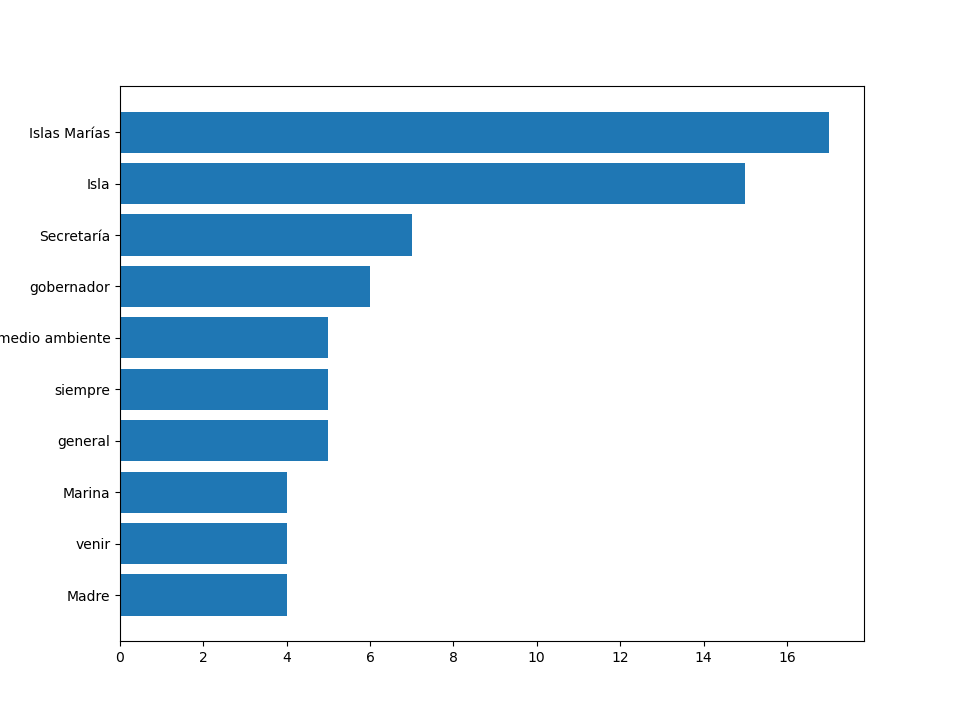 Islas Marías
Isla
Secretaría
gobernador
medio ambiente
siempre
general
Marina
venir
Madre
0 2 4 6 8 10 12 14 16